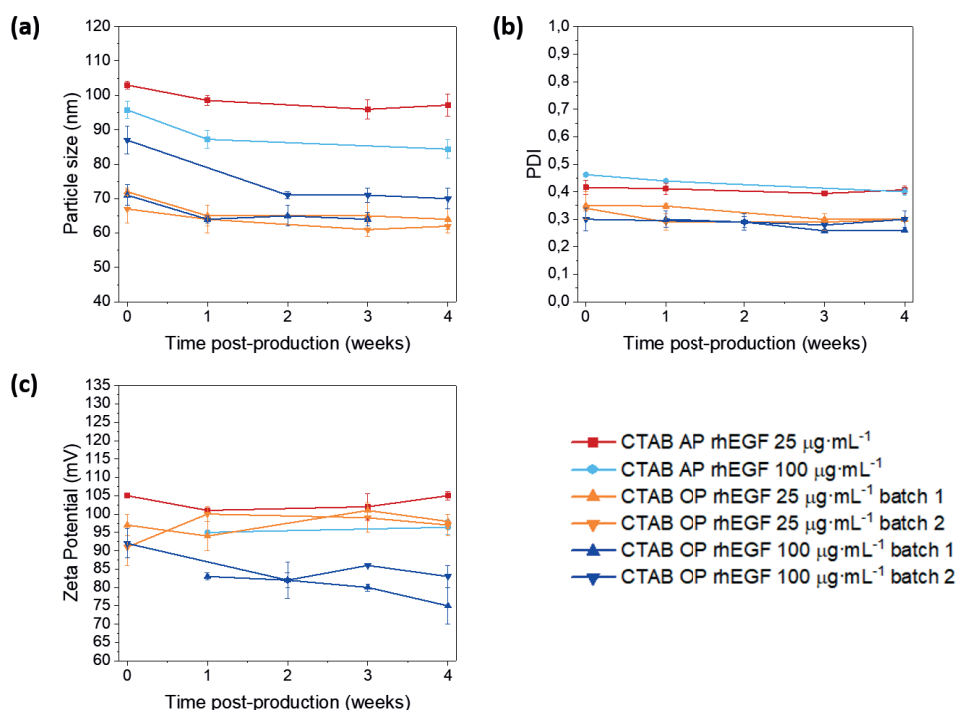 (a)
120
110
100
90
80
70
60
50
40
Particle size (nm)
0 1 2 3 4
Time post-production (weeks)
(b)
1,0
0,9
0,8
0,7
0,6
0,5
0,4
0,3
0,2
0,1
0,0
PDI
0 1 2 3 4
Time post-production (weeks)
(c)
135
130
125
120
115
110
105
100
95
90
85
80
75
70
65
60
Zeta Potential (mV)
0 1 2 3 4
Time post-production (weeks)
CTAB AP rhEGF 25 μg·mL⁻¹
CTAB AP rhEGF 100 μg·mL⁻¹
CTAB OP rhEGF 25 μg·mL⁻¹ batch 1
CTAB OP rhEGF 25 μg·mL⁻¹ batch 2
CTAB OP rhEGF 100 μg·mL⁻¹ batch 1
CTAB OP rhEGF 100 μg·mL⁻¹ batch 2